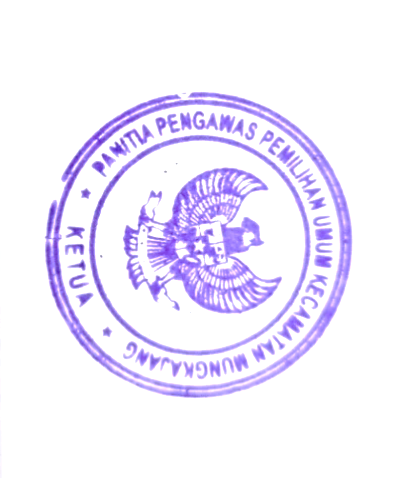 PANITIA PENGAWAS PEMILIHAN UMUM KECAMATAN MUNGKAJANG
★ KETUA ★